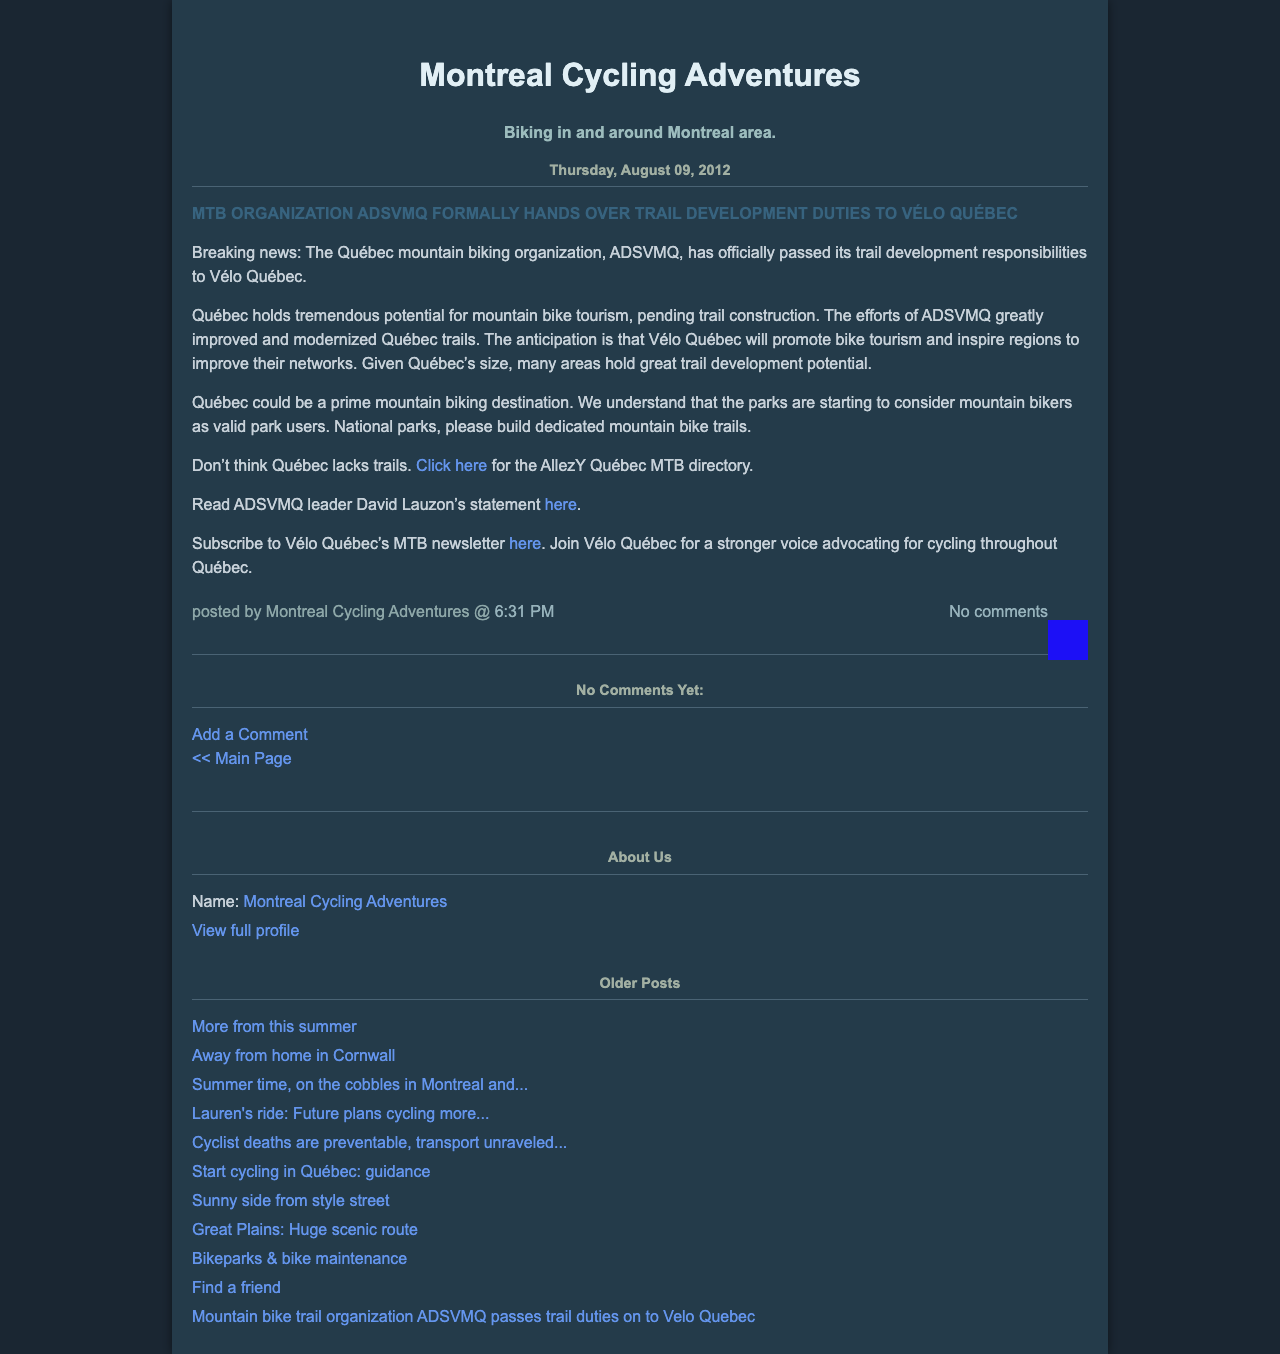 Montreal Cycling Adventures
Biking in and around Montreal area.
Thursday, August 09, 2012
MTB ORGANIZATION ADSVMQ FORMALLY HANDS OVER TRAIL DEVELOPMENT DUTIES TO VÉLO QUÉBEC
Breaking news: The Québec mountain biking organization, ADSVMQ, has officially passed its trail development responsibilities
to Vélo Québec.
Québec holds tremendous potential for mountain bike tourism, pending trail construction. The efforts of ADSVMQ greatly
improved and modernized Québec trails. The anticipation is that Vélo Québec will promote bike tourism and inspire regions to
improve their networks. Given Québec’s size, many areas hold great trail development potential.
Québec could be a prime mountain biking destination. We understand that the parks are starting to consider mountain bikers
as valid park users. National parks, please build dedicated mountain bike trails.
Don’t think Québec lacks trails. Click here for the AllezY Québec MTB directory.
Read ADSVMQ leader David Lauzon’s statement here.
Subscribe to Vélo Québec’s MTB newsletter here. Join Vélo Québec for a stronger voice advocating for cycling throughout
Québec.
posted by Montreal Cycling Adventures @ 6:31 PM No comments
No Comments Yet:
Add a Comment
<< Main Page
About Us
Name: Montreal Cycling Adventures
View full profile
Older Posts
More from this summer
Away from home in Cornwall
Summer time, on the cobbles in Montreal and...
Lauren's ride: Future plans cycling more...
Cyclist deaths are preventable, transport unraveled...
Start cycling in Québec: guidance
Sunny side from style street
Great Plains: Huge scenic route
Bikeparks & bike maintenance
Find a friend
Mountain bike trail organization ADSVMQ passes trail duties on to Velo Quebec